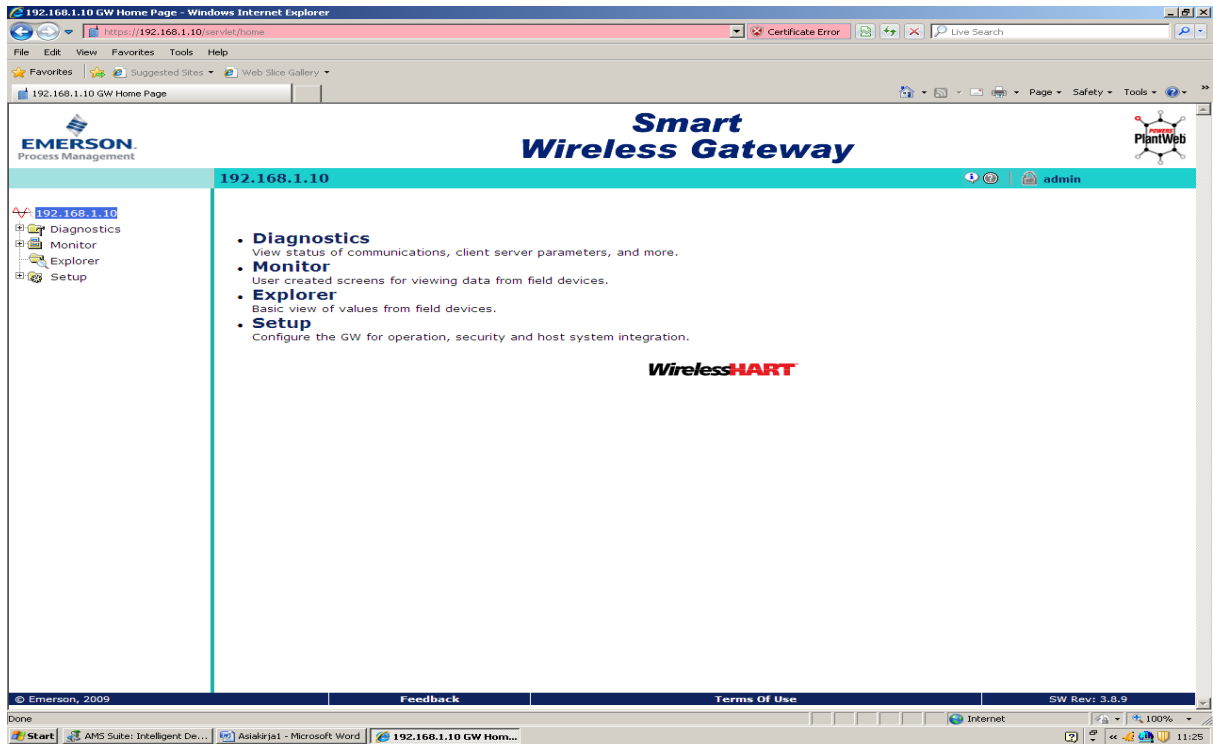 192.168.1.10 GW Home Page - Windows Internet Explorer
https://192.168.1.10/servlet/home
Certificate Error
Live Search
File Edit View Favorites Tools Help
Favorites Suggested Sites Web Slice Gallery
192.168.1.10 GW Home Page
Page Safety Tools
EMERSON.
Process Management
Smart
Wireless Gateway
POWERS
PlantWeb
192.168.1.10
admin
192.168.1.10
Diagnostics
Monitor
Explorer
Setup
• Diagnostics
View status of communications, client server parameters, and more.
• Monitor
User created screens for viewing data from field devices.
• Explorer
Basic view of values from field devices.
• Setup
Configure the GW for operation, security and host system integration.
WirelessHART
© Emerson, 2009
Feedback
Terms Of Use
SW Rev: 3.8.9
Done
Internet
100%
Start
AMS Suite: Intelligent De...
Asiakirja1 - Microsoft Word
192.168.1.10 GW Hom...
11:25